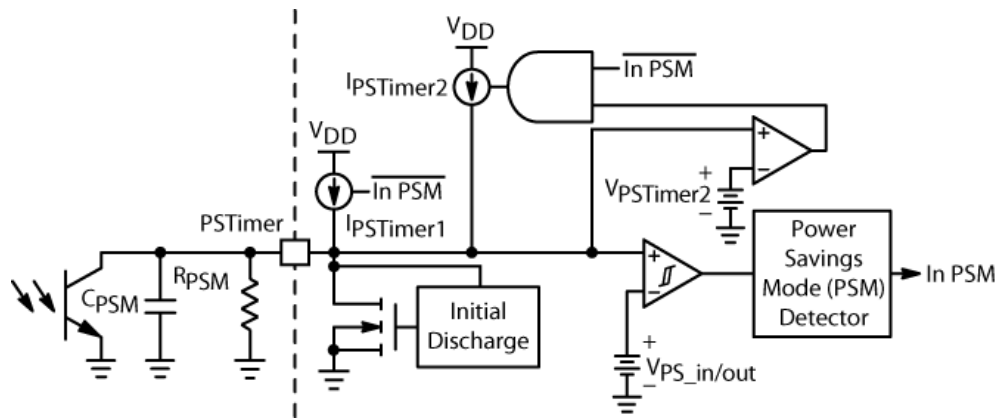 VDD
In PSM
IPSTimer2
VDD
In PSM
IPSTimer1
PSTimer
CPSM
RPSM
Initial
Discharge
+
−
+
VPSTimer2
−
+
−
Power
Savings
Mode (PSM)
Detector
In PSM
+
VPS_in/out
−